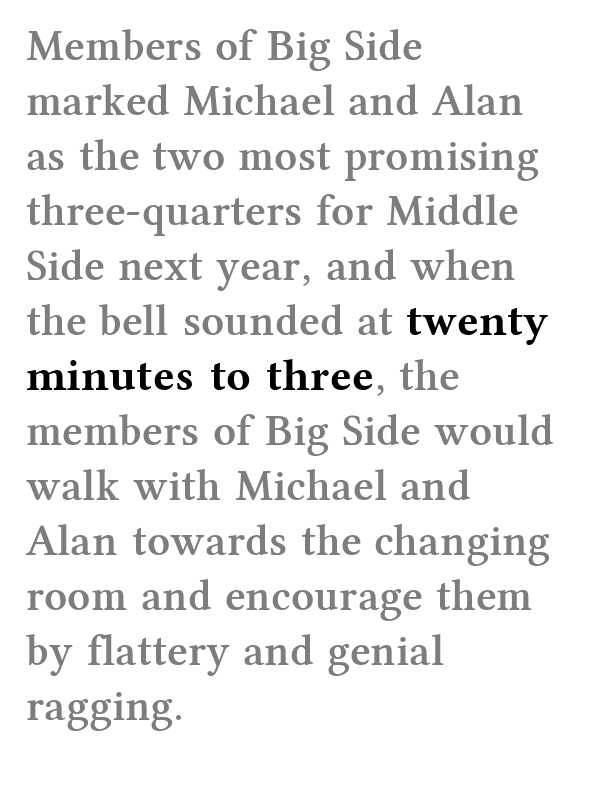 Members of Big Side
marked Michael and Alan
as the two most promising
three-quarters for Middle
Side next year, and when
the bell sounded at twenty
minutes to three, the
members of Big Side would
walk with Michael and
Alan towards the changing
room and encourage them
by flattery and genial
ragging.